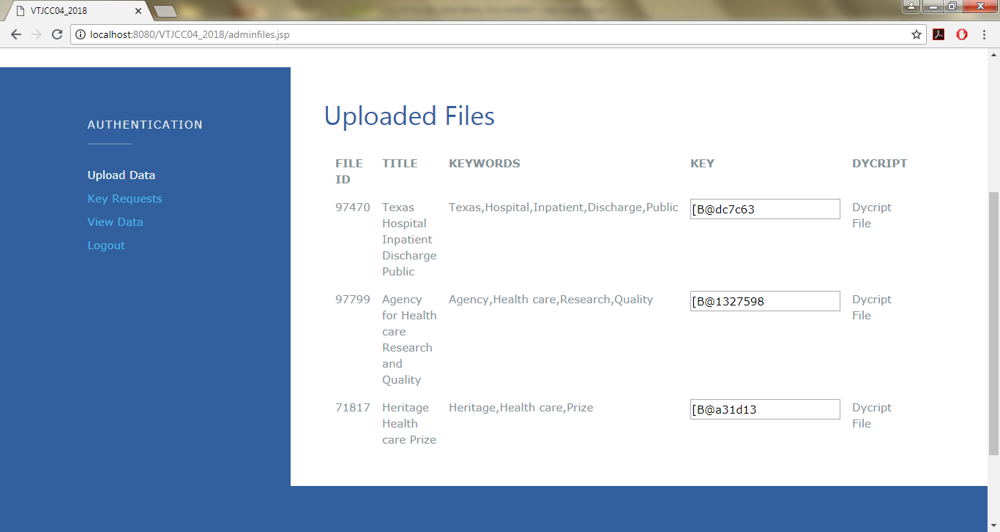 VTJCC04_2018
localhost:8080/VTJCC04_2018/adminfiles.jsp
AUTHENTICATION
Upload Data
Key Requests
View Data
Logout
Uploaded Files
FILE ID TITLE KEYWORDS KEY DYCRIPT
97470
Texas
Hospital
Inpatient
Discharge
Public
Texas,Hospital,Inpatient,Discharge,Public
[B@dc7c63
Dycript
File
97799
Agency
for Health
care
Research
and
Quality
Agency,Health care,Research,Quality
[B@1327598
Dycript
File
71817
Heritage
Health
care Prize
Heritage,Health care,Prize
[B@a31d13
Dycript
File